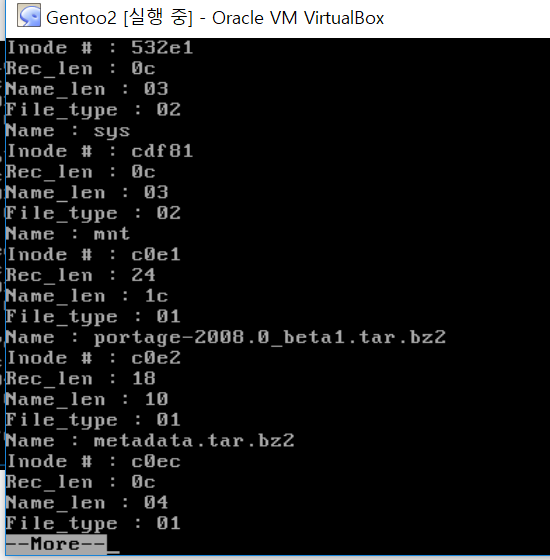 Gentoo2 [실행 중] - Oracle VM VirtualBox
Inode # : 532e1
Rec_len : 0c
Name_len : 03
File_type : 02
Name : sys
Inode # : cdf81
Rec_len : 0c
Name_len : 03
File_type : 02
Name : mnt
Inode # : c0e1
Rec_len : 24
Name_len : 1c
File_type : 01
Name : portage-2008.0_beta1.tar.bz2
Inode # : c0e2
Rec_len : 18
Name_len : 10
File_type : 01
Name : metadata.tar.bz2
Inode # : c0ec
Rec_len : 0c
Name_len : 04
File_type : 01
--More--_